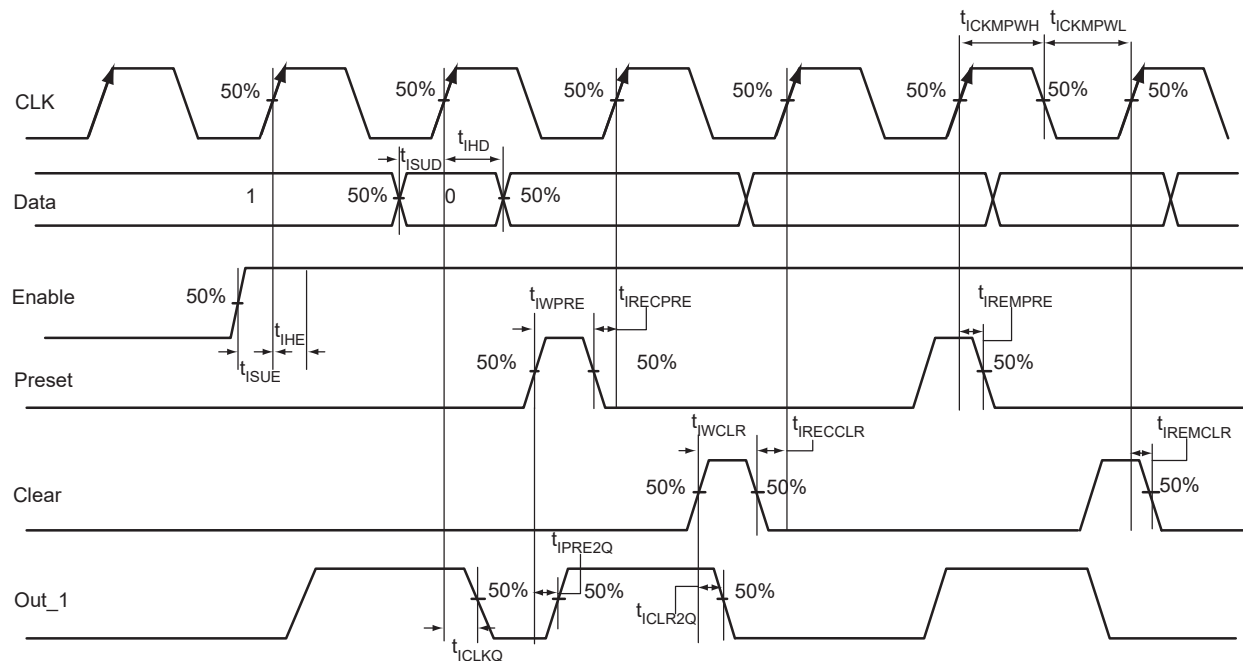 tICKMPWH tICKMPWL
CLK 50% 50% 50% 50% 50% 50% 50%
tISUD tIHD
Data 1 50% 0 50%
Enable 50% tIWPRE tIRECPRE tIREMPRE
tIHE
tISUE
Preset 50% 50% 50%
tIWCLR tIRECCLR tIREMCLR
Clear 50% 50% 50%
tIPRE2Q
Out_1 50% 50% tICLR2Q 50%
tICLKQ